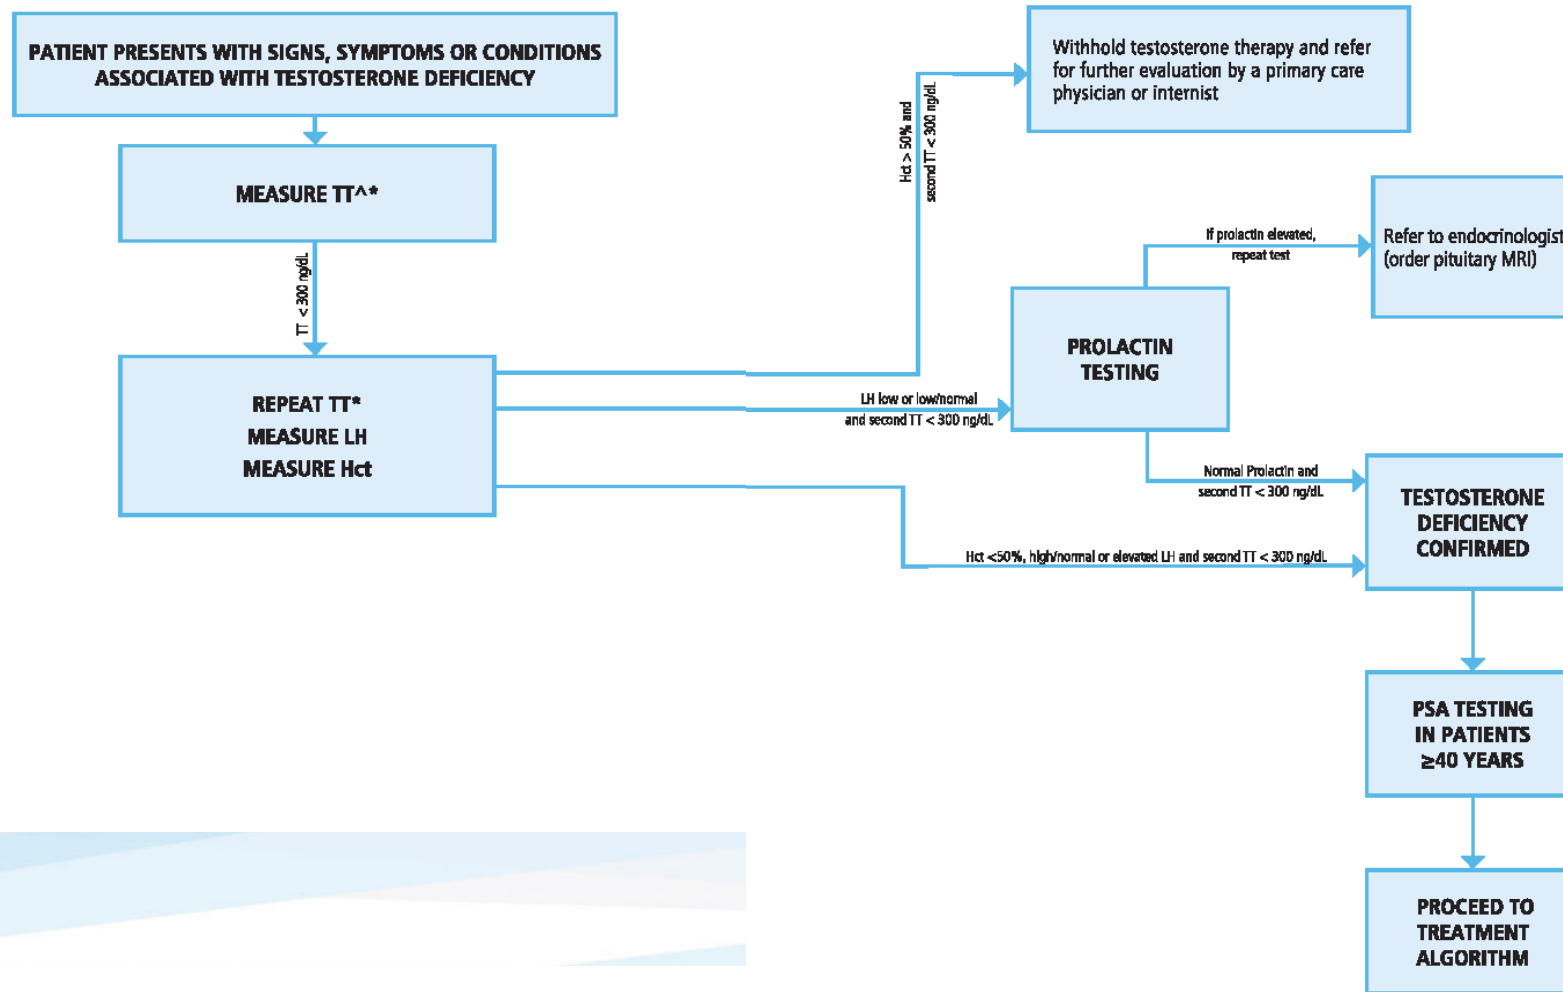 PATIENT PRESENTS WITH SIGNS, SYMPTOMS OR CONDITIONS
ASSOCIATED WITH TESTOSTERONE DEFICIENCY
MEASURE TT^*
TT < 300 ng/dL
REPEAT TT*
MEASURE LH
MEASURE Hct
Hct > 50% and
second TT < 300 ng/dL
Withhold testosterone therapy and refer
for further evaluation by a primary care
physician or internist
LH low or low/normal
and second TT < 300 ng/dL
PROLACTIN
TESTING
If prolactin elevated,
repeat test
Refer to endocrinologist
(order pituitary MRI)
Normal Prolactin and
second TT < 300 ng/dL
Hct <50%, high/normal or elevated LH and second TT < 300 ng/dL
TESTOSTERONE
DEFICIENCY
CONFIRMED
PSA TESTING
IN PATIENTS
≥40 YEARS
PROCEED TO
TREATMENT
ALGORITHM